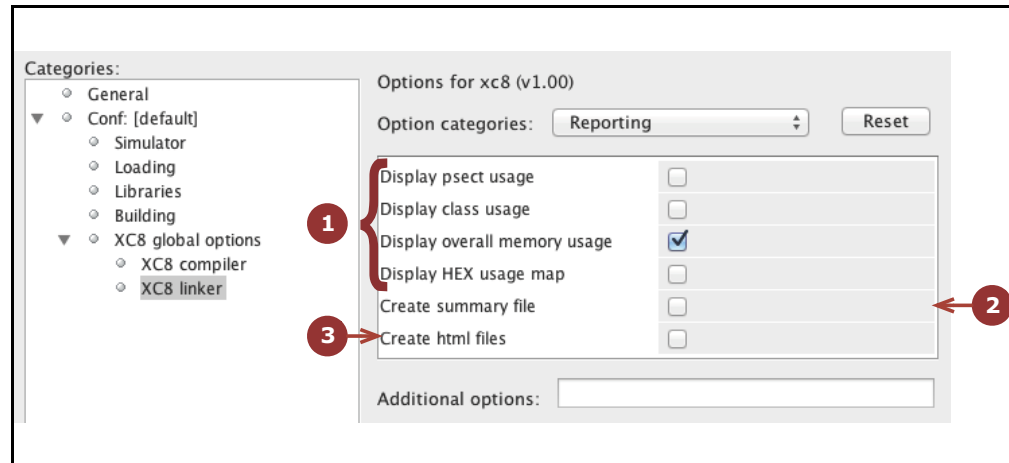 Categories:
General
Conf: [default]
Simulator
Loading
Libraries
Building
XC8 global options
XC8 compiler
XC8 linker
Options for xc8 (v1.00)
Option categories: Reporting Reset
1
Display psect usage
Display class usage
Display overall memory usage
Display HEX usage map
Create summary file
2
3
Create html files
Additional options: